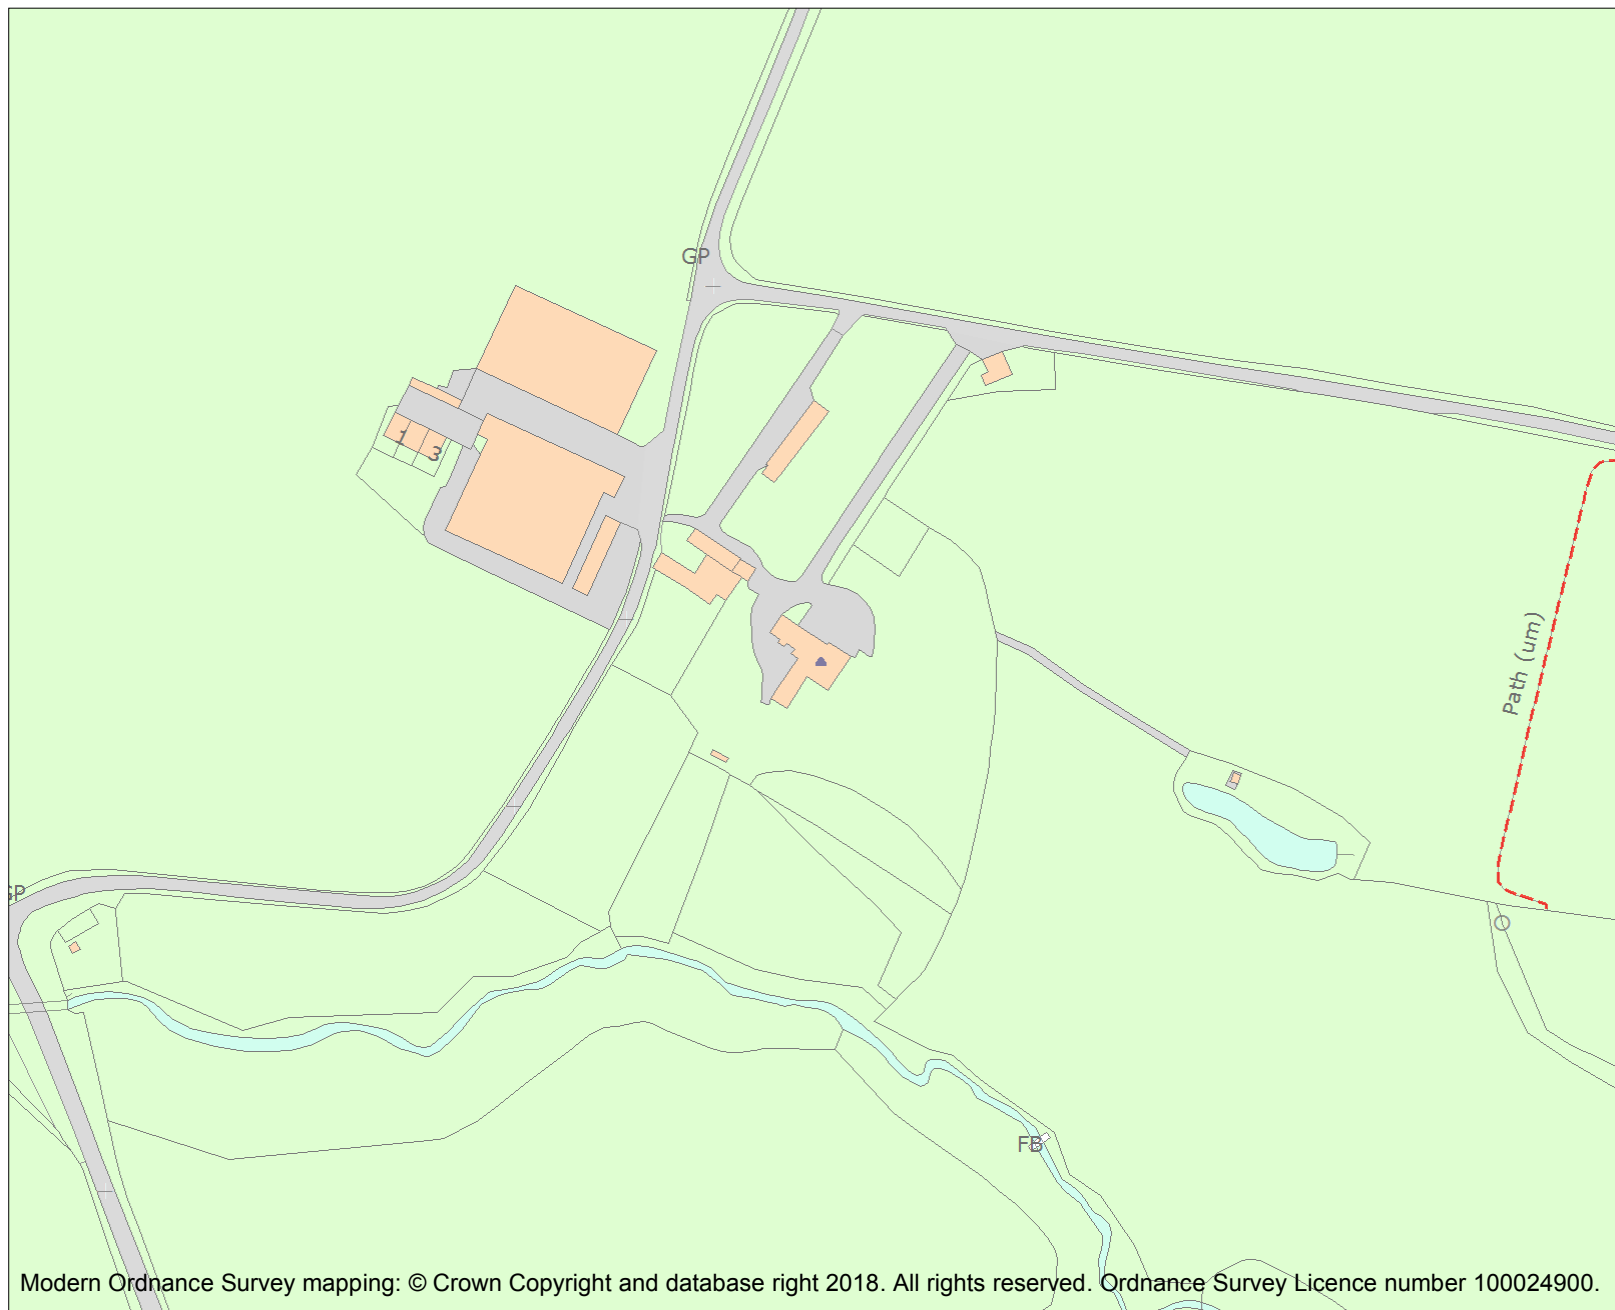 GP
1
3
Path (um)
GP
FB
Modern Ordnance Survey mapping: © Crown Copyright and database right 2018. All rights reserved. Ordnance Survey Licence number 100024900.